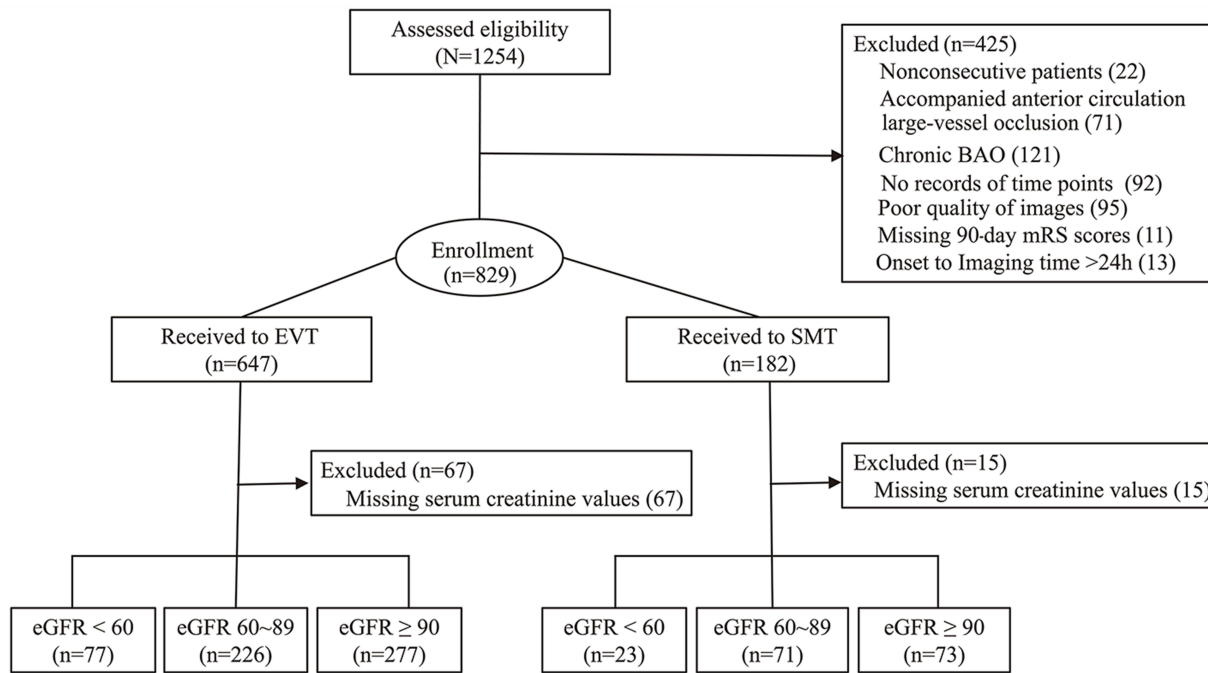 Assessed eligibility
(N=1254)
Excluded (n=425)
Nonconsecutive patients (22)
Accompanied anterior circulation
large-vessel occlusion (71)
Chronic BAO (121)
No records of time points (92)
Poor quality of images (95)
Missing 90-day mRS scores (11)
Onset to Imaging time >24h (13)
Enrollment
(n=829)
Received to EVT
(n=647)
Received to SMT
(n=182)
Excluded (n=67)
Missing serum creatinine values (67)
Excluded (n=15)
Missing serum creatinine values (15)
eGFR < 60
(n=77)
eGFR 60~89
(n=226)
eGFR ≥ 90
(n=277)
eGFR < 60
(n=23)
eGFR 60~89
(n=71)
eGFR ≥ 90
(n=73)